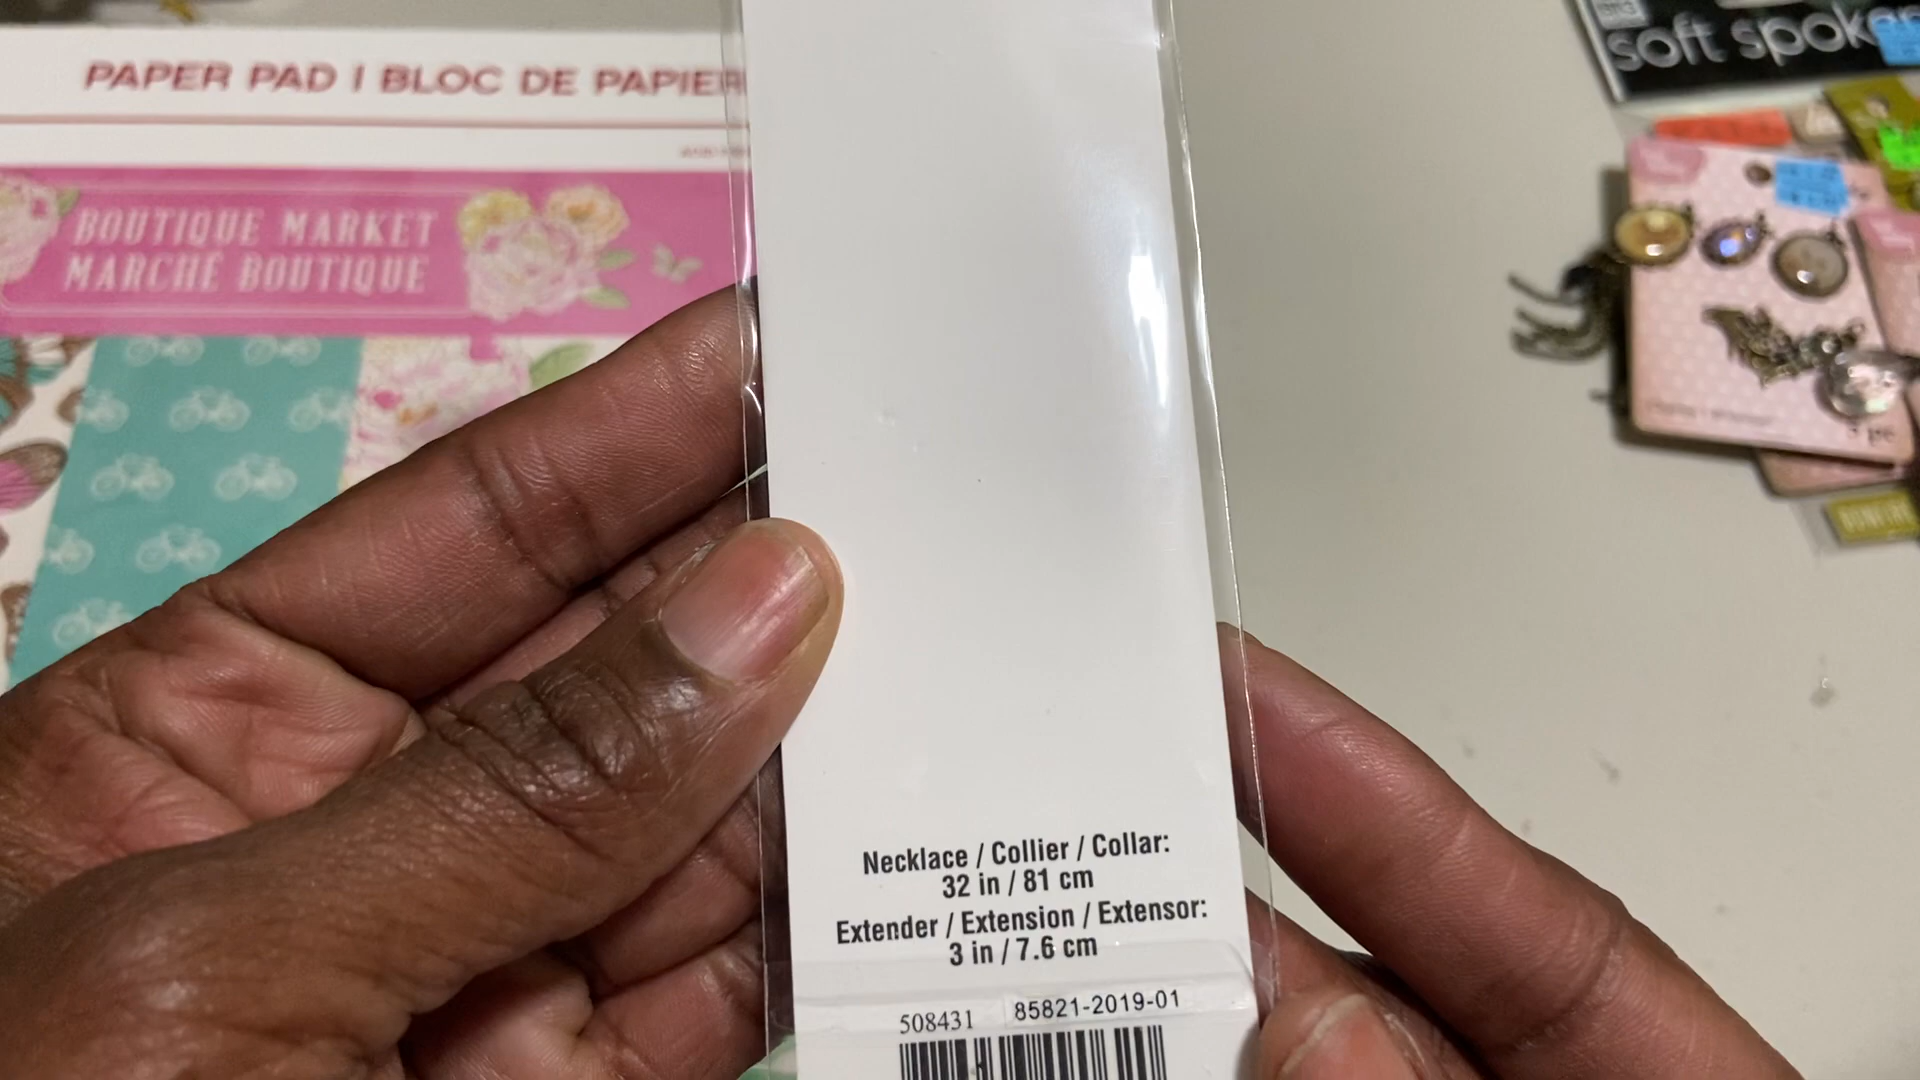 PAPER PAD | BLOC DE PAPIER
BOUTIQUE MARKET
MARCHÉ BOUTIQUE
soft spoke
Necklace / Collier / Collar:
32 in / 81 cm
Extender / Extension / Extensor:
3 in / 7.6 cm
508431 85821-2019-01